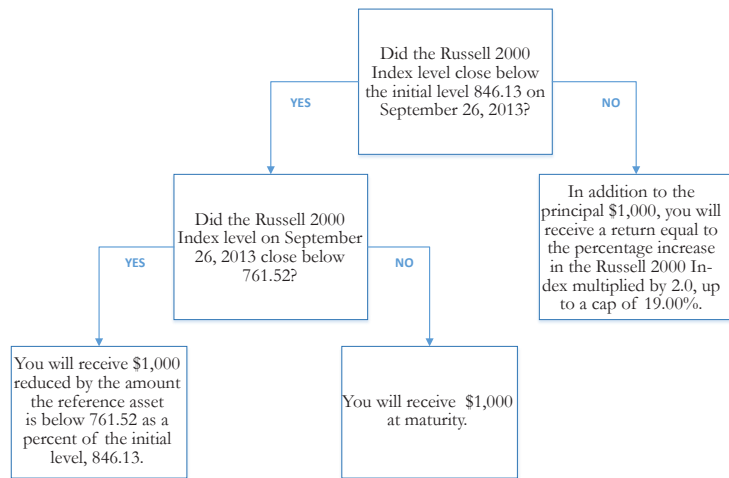 Did the Russell 2000
Index level close below
the initial level 846.13 on
September 26, 2013?
YES
NO
Did the Russell 2000
Index level on September
26, 2013 close below
761.52?
In addition to the
principal $1,000, you will
receive a return equal to
the percentage increase
in the Russell 2000 In-
dex multiplied by 2.0, up
to a cap of 19.00%.
YES
NO
You will receive $1,000
reduced by the amount
the reference asset
is below 761.52 as a
percent of the initial
level, 846.13.
You will receive $1,000
at maturity.